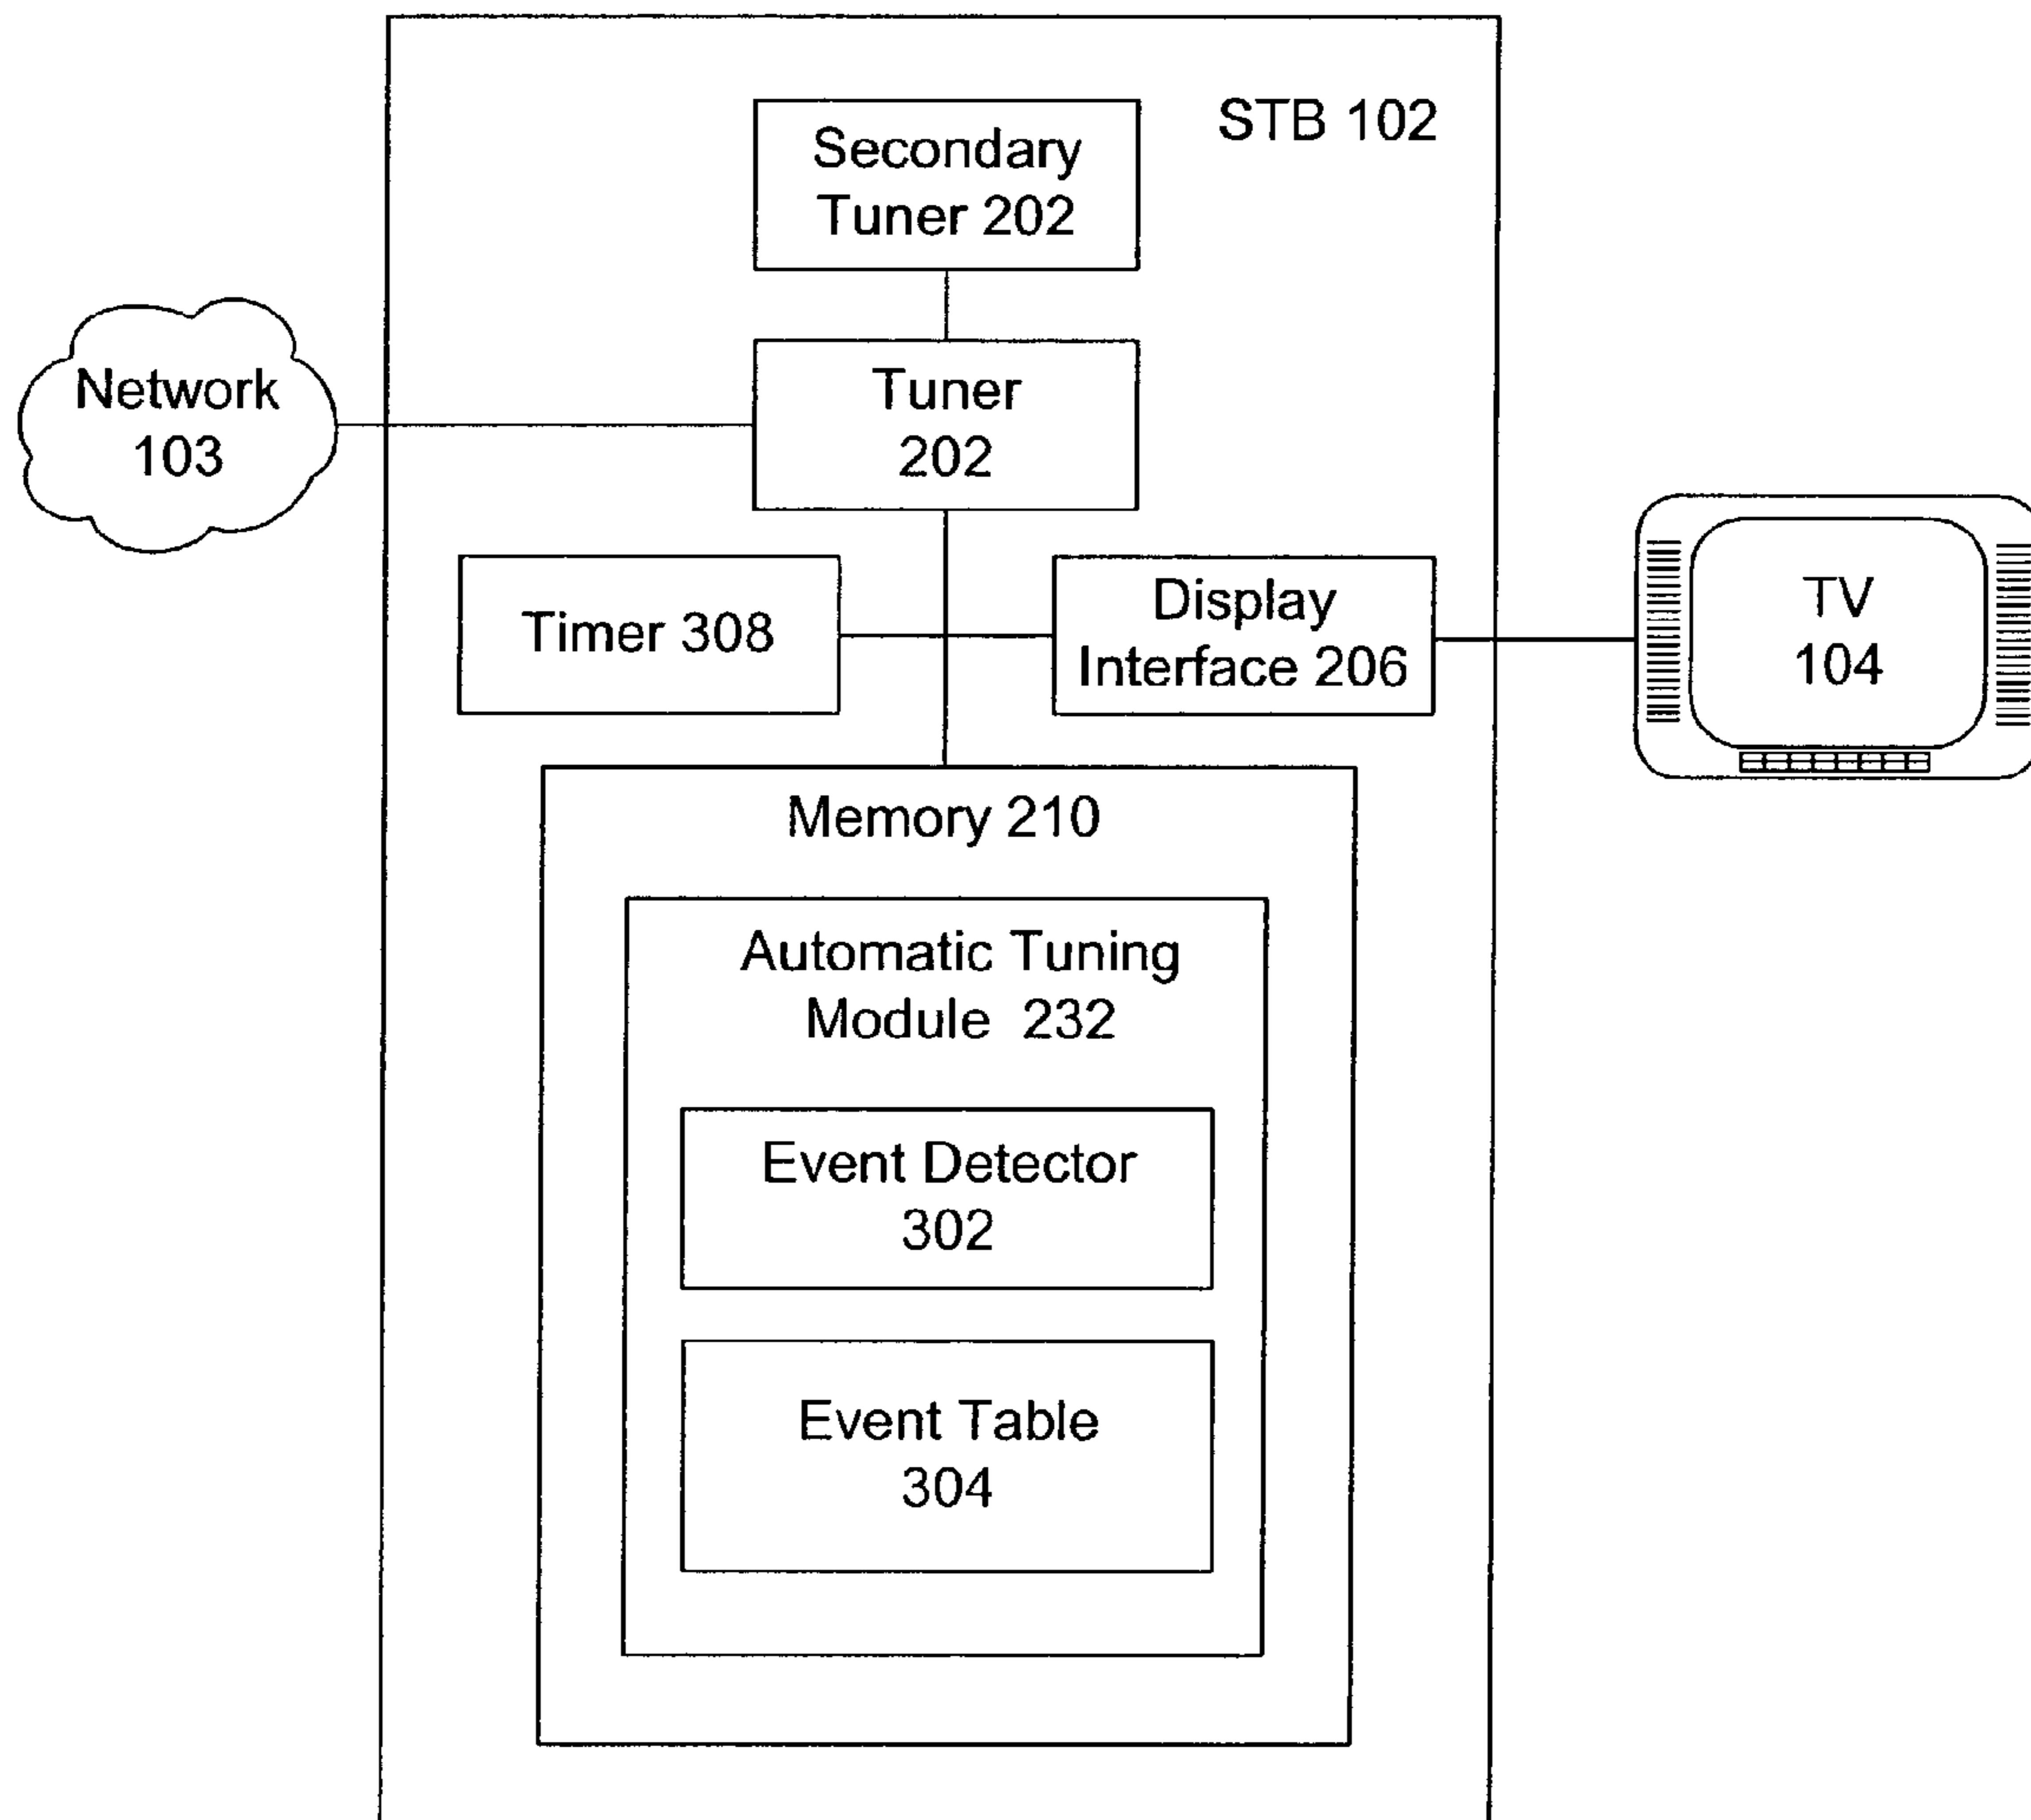 STB 102
Secondary
Tuner 202
Network
103
Tuner
202
Timer 308
Display
Interface 206
TV
104
Memory 210
Automatic Tuning
Module 232
Event Detector
302
Event Table
304